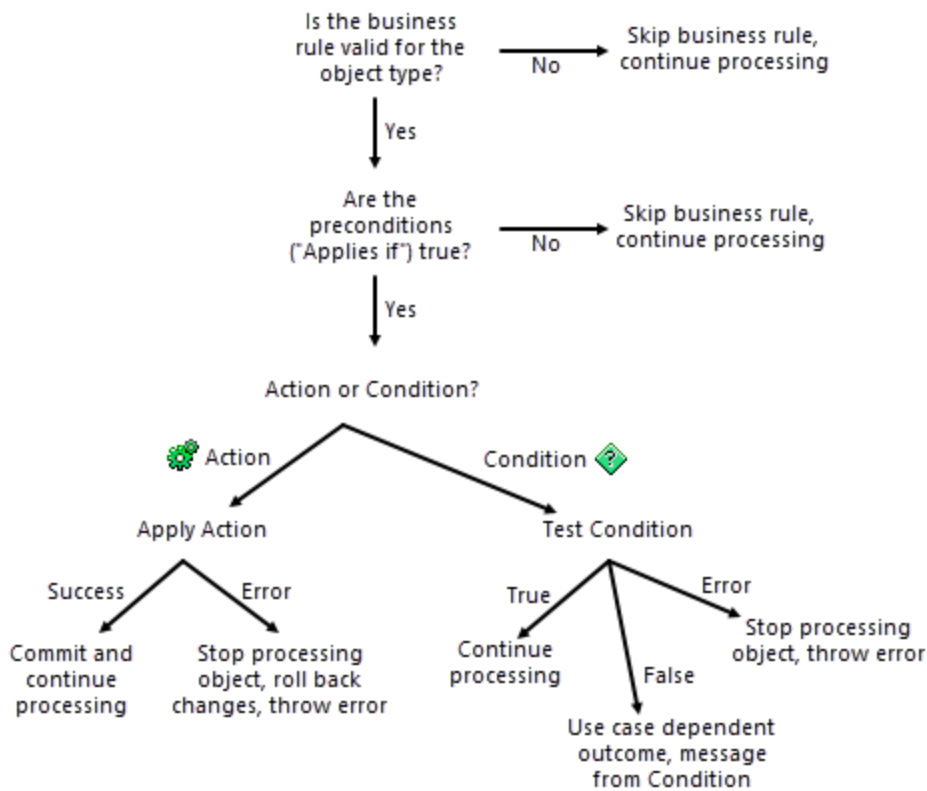 Is the business
rule valid for the
object type?
No
Skip business rule,
continue processing
Yes
Are the
preconditions
("Applies if") true?
No
Skip business rule,
continue processing
Yes
Action or Condition?
Action
Condition
?
Apply Action
Test Condition
Success
Error
True
False
Error
Commit and
continue
processing
Stop processing
object, roll back
changes, throw error
Continue
processing
Use case dependent
outcome, message
from Condition
Stop processing
object, throw error